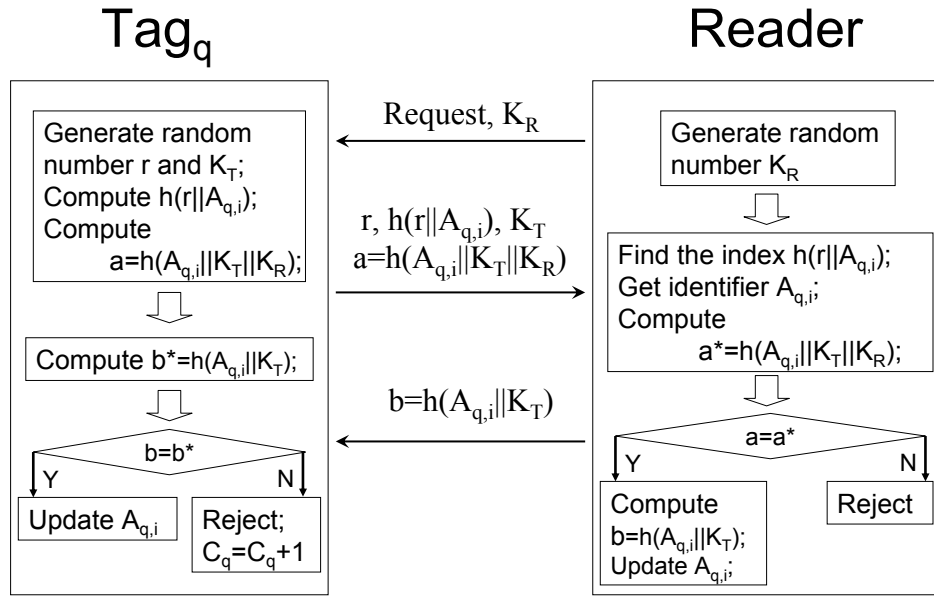 Tag_q
Reader
Generate random
number r and K_T;
Compute h(r||A_q,i);
Compute
a=h(A_q,i||K_T||K_R);
Compute b*=h(A_q,i||K_T);
b=b*
Y
N
Update A_q,i
Reject;
C_q=C_q+1
Request, K_R
r, h(r||A_q,i), K_T
a=h(A_q,i||K_T||K_R)
b=h(A_q,i||K_T)
Generate random
number K_R
Find the index h(r||A_q,i);
Get identifier A_q,i;
Compute
a*=h(A_q,i||K_T||K_R);
a=a*
Y
N
Compute
b=h(A_q,i||K_T);
Update A_q,i;
Reject